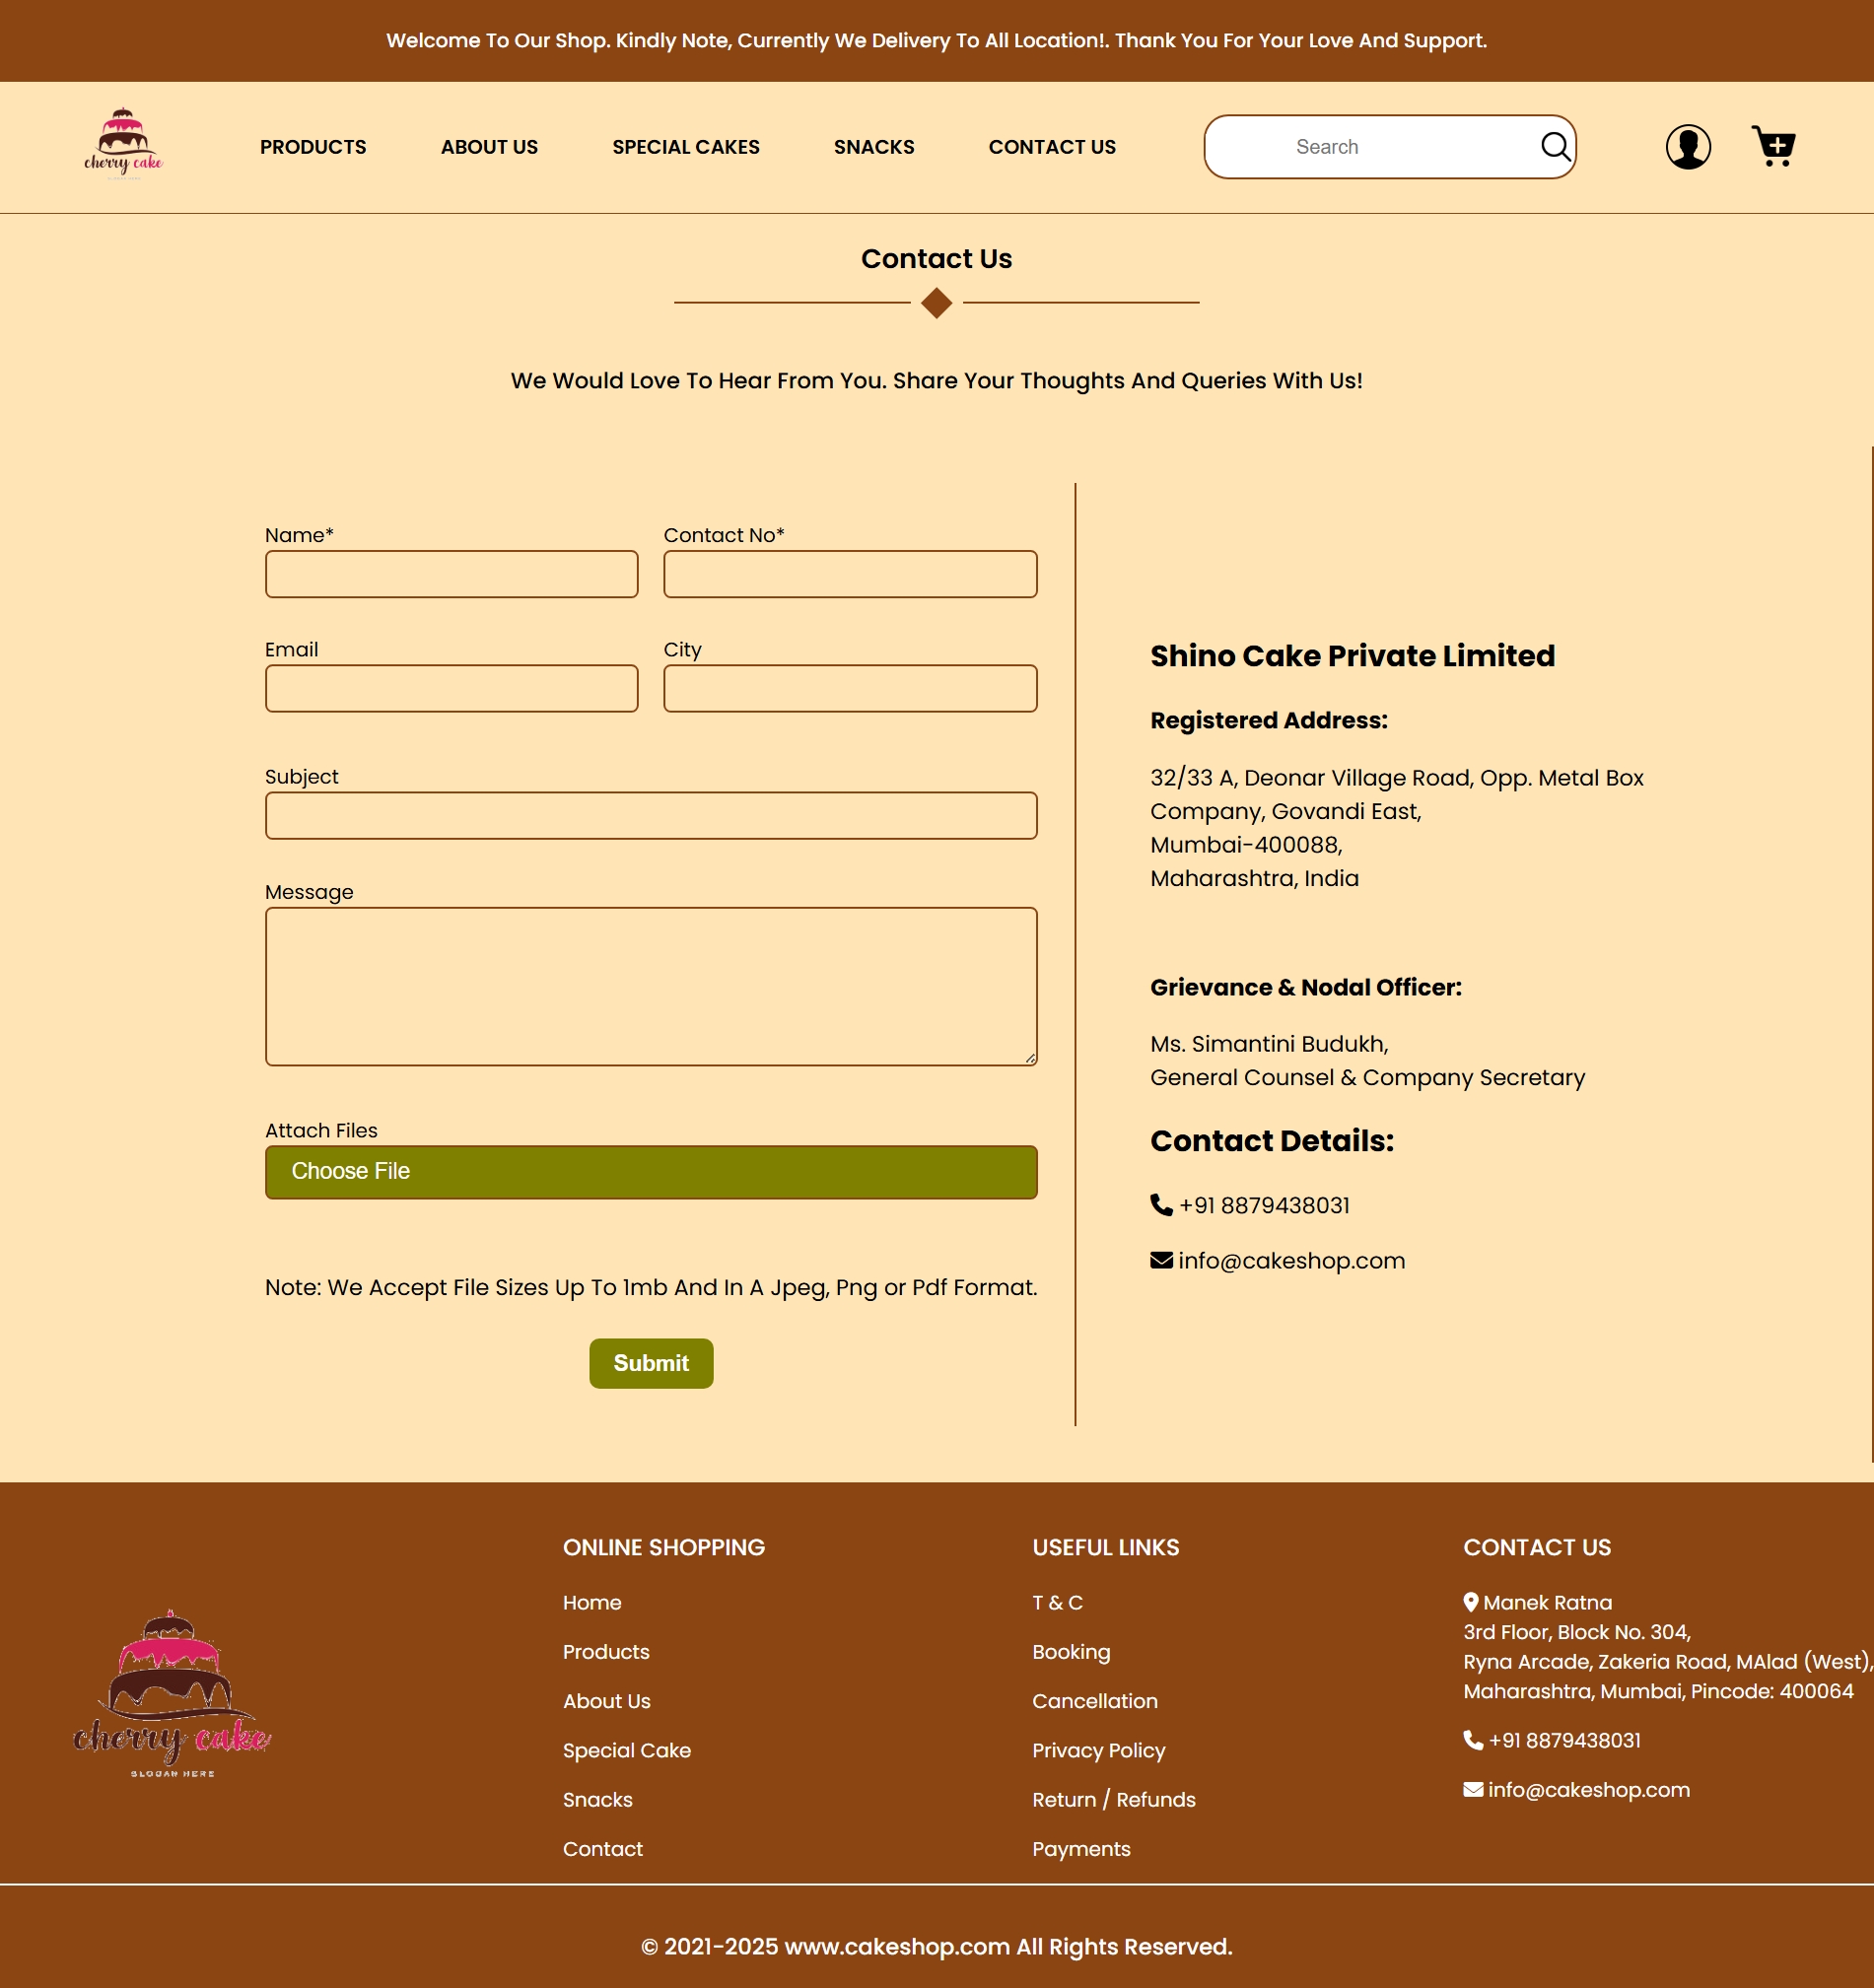 Welcome To Our Shop. Kindly Note, Currently We Delivery To All Location!. Thank You For Your Love And Support.
cherry cake
PRODUCTS
ABOUT US
SPECIAL CAKES
SNACKS
CONTACT US
Search
Contact Us
We Would Love To Hear From You. Share Your Thoughts And Queries With Us!
Name*
Contact No*
Email
City
Subject
Message
Attach Files
Choose File
Note: We Accept File Sizes Up To 1mb And In A Jpeg, Png or Pdf Format.
Submit
Shino Cake Private Limited
Registered Address:
32/33 A, Deonar Village Road, Opp. Metal Box
Company, Govandi East,
Mumbai-400088,
Maharashtra, India
Grievance & Nodal Officer:
Ms. Simantini Budukh,
General Counsel & Company Secretary
Contact Details:
+91 8879438031
info@cakeshop.com
cherry cake
SLOGAN HERE
ONLINE SHOPPING
Home
Products
About Us
Special Cake
Snacks
Contact
USEFUL LINKS
T & C
Booking
Cancellation
Privacy Policy
Return / Refunds
Payments
CONTACT US
Manek Ratna
3rd Floor, Block No. 304,
Ryna Arcade, Zakeria Road, MAlad (West),
Maharashtra, Mumbai, Pincode: 400064
+91 8879438031
info@cakeshop.com
© 2021-2025 www.cakeshop.com All Rights Reserved.